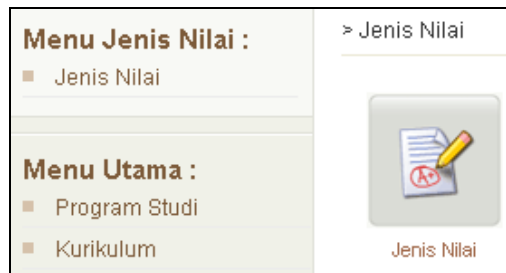 Menu Jenis Nilai :
Jenis Nilai
Menu Utama :
Program Studi
Kurikulum
> Jenis Nilai
A+
Jenis Nilai